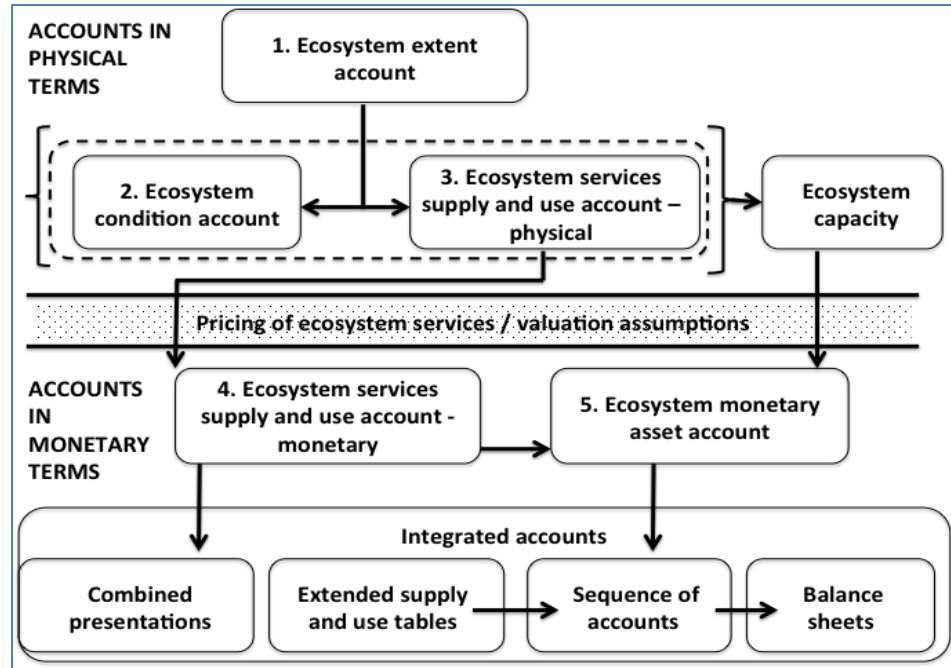 ACCOUNTS IN
PHYSICAL
TERMS
1. Ecosystem extent
account
2. Ecosystem
condition account
3. Ecosystem services
supply and use account –
physical
Ecosystem
capacity
Pricing of ecosystem services / valuation assumptions
ACCOUNTS
IN
MONETARY
TERMS
4. Ecosystem services
supply and use account -
monetary
5. Ecosystem monetary
asset account
Integrated accounts
Combined
presentations
Extended supply
and use tables
Sequence of
accounts
Balance
sheets